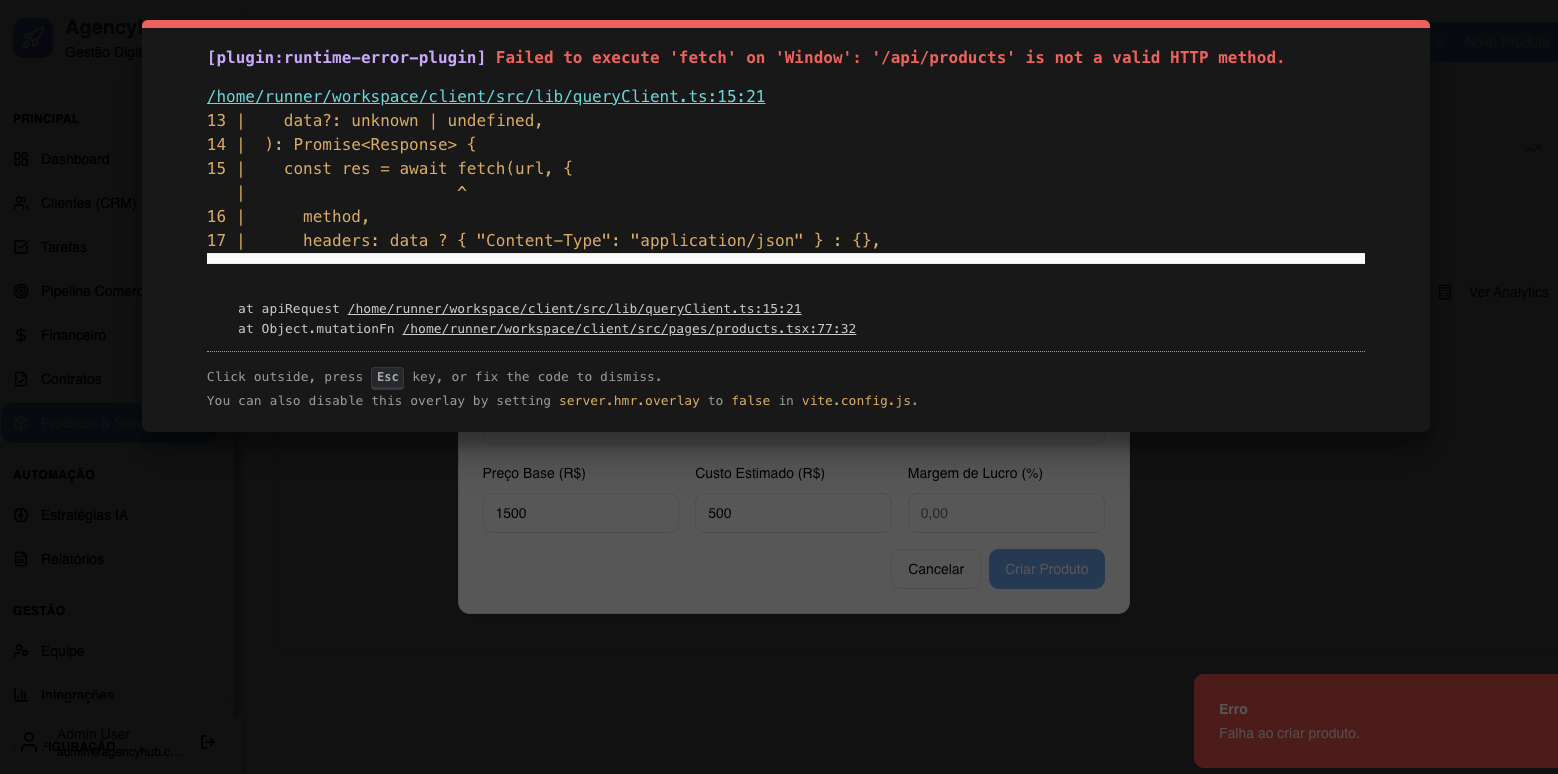 Agency
Gestão Digit
Novo Produto
[plugin:runtime-error-plugin] Failed to execute 'fetch' on 'Window': '/api/products' is not a valid HTTP method.
/home/runner/workspace/client/src/lib/queryClient.ts:15:21
13 |    data?: unknown | undefined,
14 |  ): Promise<Response> {
15 |    const res = await fetch(url, {
   |                      ^
16 |      method,
17 |      headers: data ? { "Content-Type": "application/json" } : {},
at apiRequest /home/runner/workspace/client/src/lib/queryClient.ts:15:21
at Object.mutationFn /home/runner/workspace/client/src/pages/products.tsx:77:32
Click outside, press Esc key, or fix the code to dismiss.
You can also disable this overlay by setting server.hmr.overlay to false in vite.config.js.
PRINCIPAL
Dashboard
Clientes (CRM)
Tarefas
Pipeline Comerc
Ver Analytics
Financeiro
Contratos
Produtos & Serv
AUTOMAÇÃO
Estratégias IA
Relatórios
GESTÃO
Equipe
Integrações
Admin User
admin@agencyhub.c...
Preço Base (R$) Custo Estimado (R$) Margem de Lucro (%)
1500 500 0,00
Cancelar Criar Produto
Erro
Falha ao criar produto.